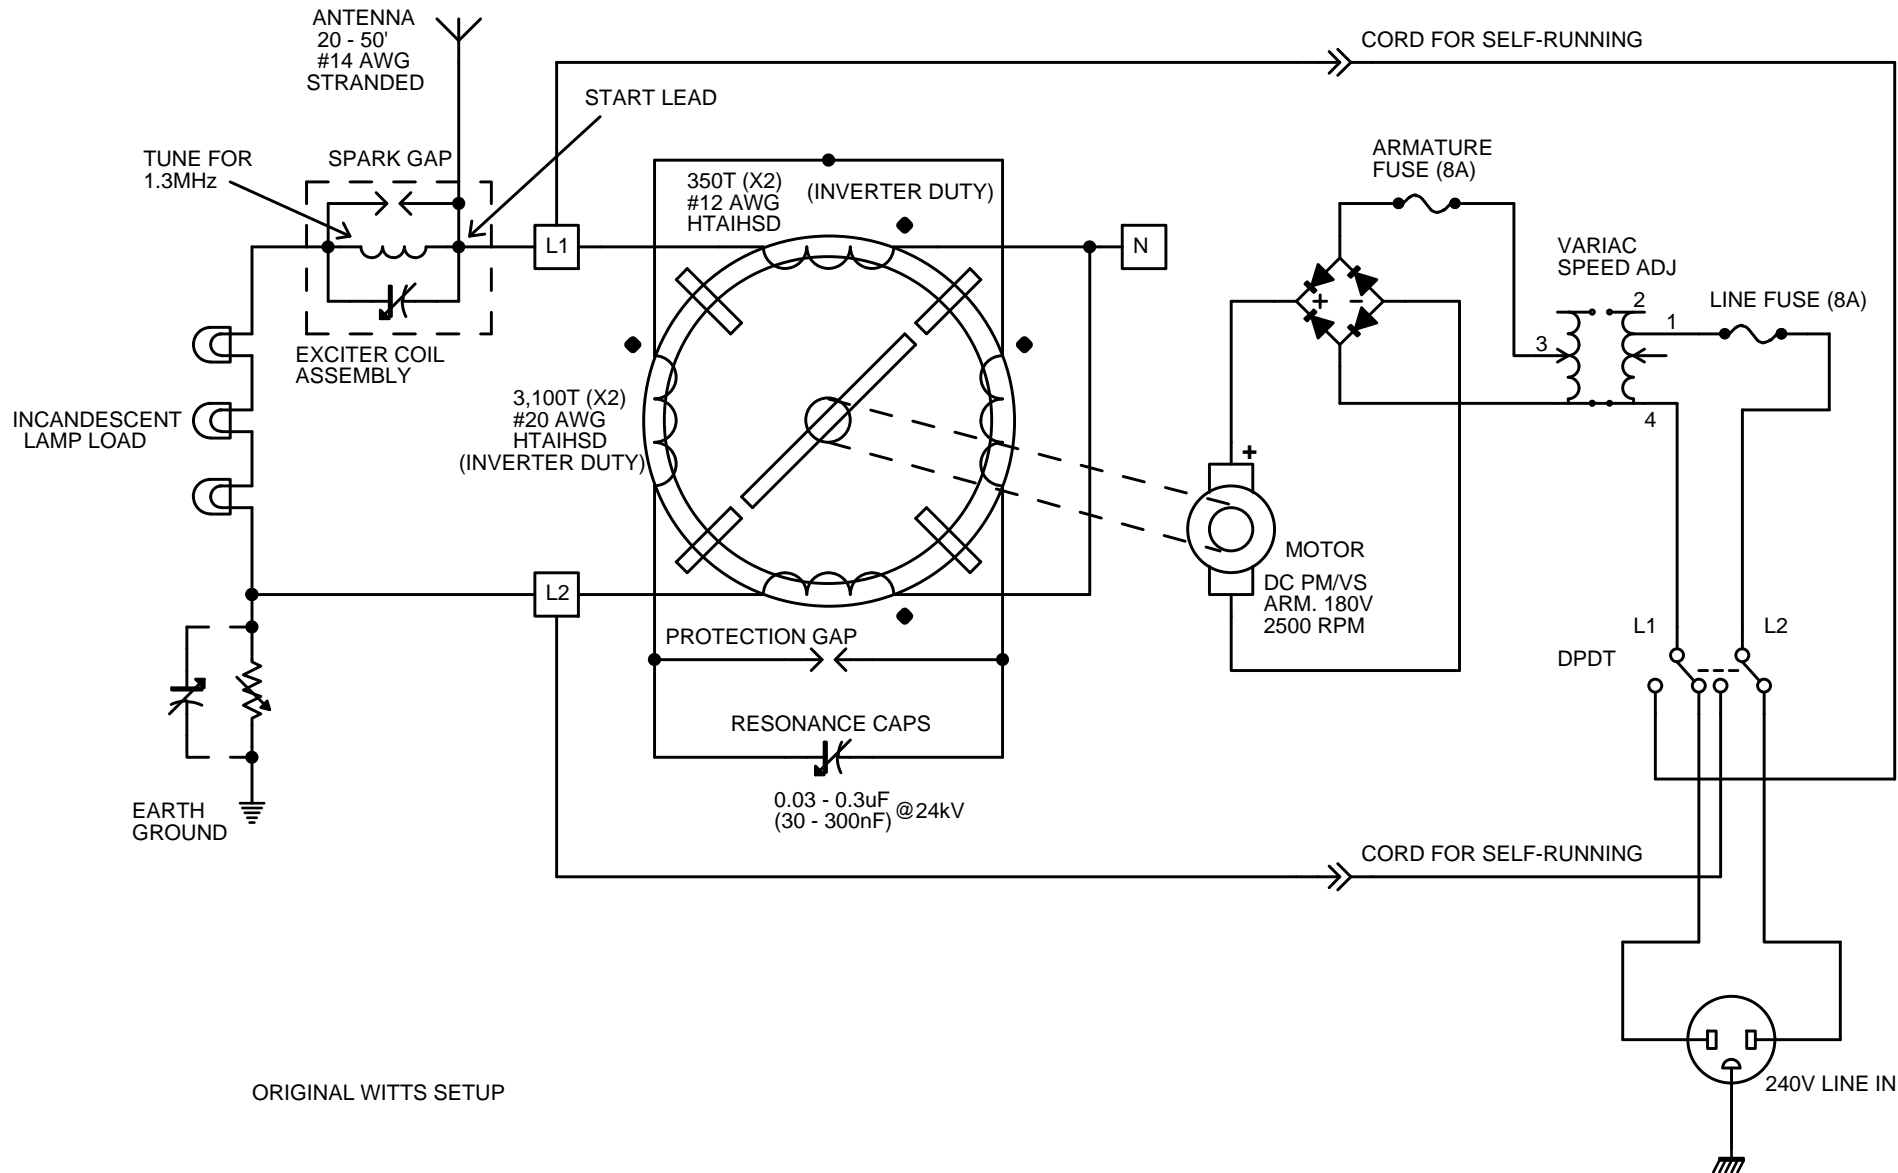 ANTENNA
20 - 50'
#14 AWG
STRANDED
CORD FOR SELF-RUNNING
START LEAD
TUNE FOR
1.3MHz
SPARK GAP
350T (X2)
#12 AWG
HTAIHSD
(INVERTER DUTY)
ARMATURE
FUSE (8A)
L1
N
VARIAC
SPEED ADJ
2
LINE FUSE (8A)
1
+
-
3
EXCITER COIL
ASSEMBLY
3,100T (X2)
#20 AWG
HTAIHSD
(INVERTER DUTY)
INCANDESCENT
LAMP LOAD
4
+
MOTOR
DC PM/VS
ARM. 180V
2500 RPM
L2
PROTECTION GAP
L1
L2
DPDT
RESONANCE CAPS
0.03 - 0.3uF
(30 - 300nF)
@24kV
EARTH
GROUND
CORD FOR SELF-RUNNING
240V LINE IN
ORIGINAL WITTS SETUP